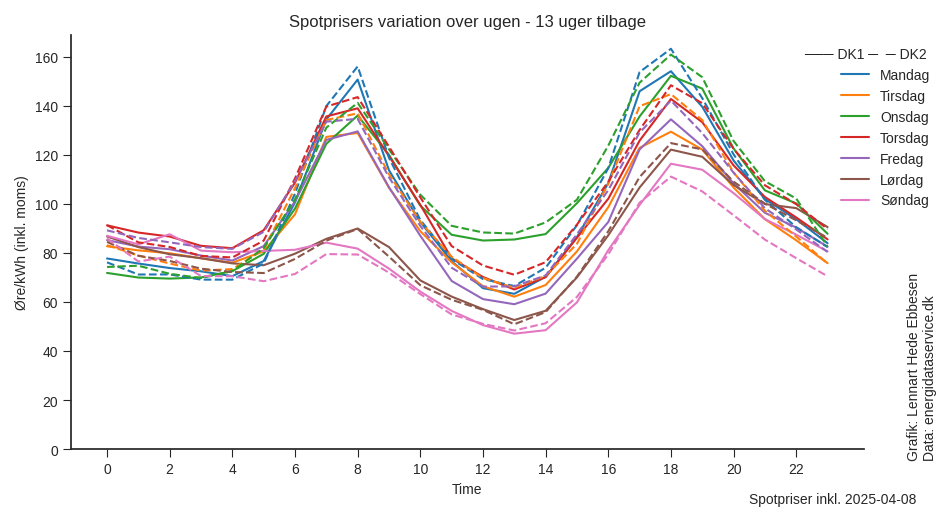 Spotprisers variation over ugen - 13 uger tilbage
DK1 DK2
Mandag
Tirsdag
Onsdag
Torsdag
Fredag
Lørdag
Søndag
Øre/kWh (inkl. moms)
160
140
120
100
80
60
40
20
0
0 2 4 6 8 10 12 14 16 18 20 22
Time
Grafik: Lennart Hede Ebbesen
Data: energidataservice.dk
Spotpriser inkl. 2025-04-08